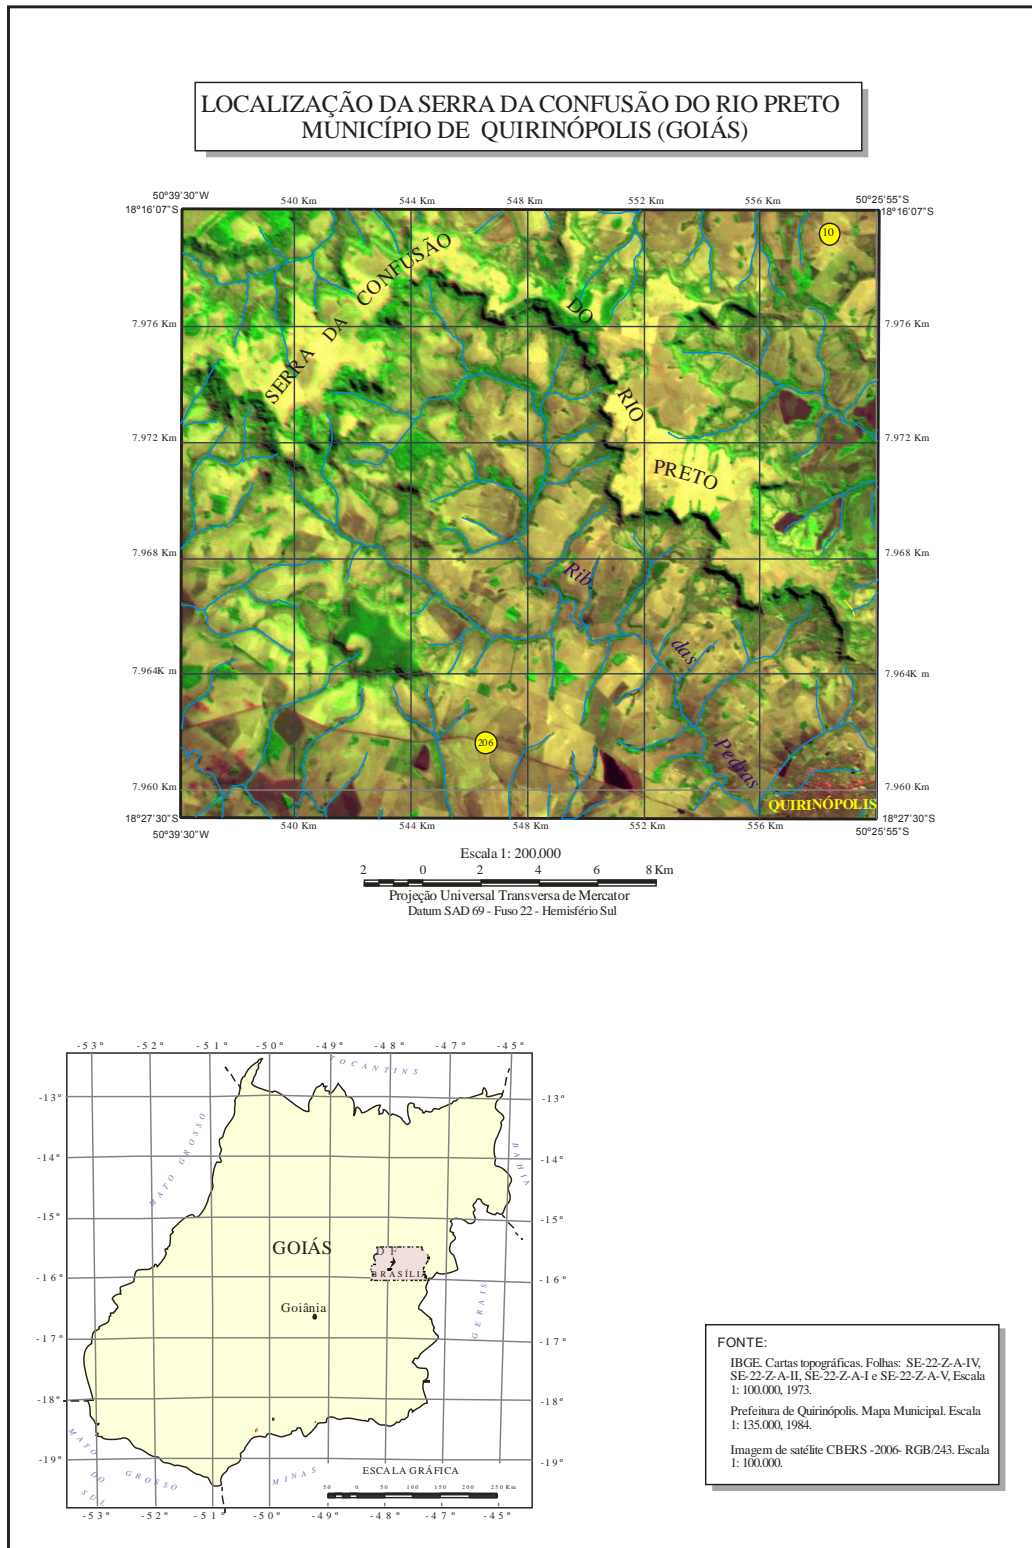 LOCALIZAÇÃO DA SERRA DA CONFUSÃO DO RIO PRETO
MUNICÍPIO DE QUIRINÓPOLIS (GOIÁS)
50°39'30"W
540 Km
544 Km
548 Km
552 Km
556 Km
50°25'55"S
18°16'07"S
18°16'07"S
10
SERRA DA CONFUSÃO
DO
RIO
PRETO
7.976 Km
7.976 Km
7.972 Km
7.972 Km
7.968 Km
7.968 Km
Rib
das
7.964K m
7.964K m
206
Pedras
7.960 Km
7.960 Km
QUIRINÓPOLIS
18°27'30"S
18°27'30"S
50°39'30"W
540 Km
544 Km
548 Km
552 Km
556 Km
50°25'55"S
Escala 1: 200.000
2 0 2 4 6 8 Km
Projeção Universal Transversa de Mercator
Datum SAD 69 - Fuso 22 - Hemisfério Sul
-53° -52° -51° -50° -49° -48° -47° -45°
TOCANTINS
-13° -13°
MATO GROSSO
BAHIA
-14° -14°
-15° -15°
GOIÁS
DF
BRASÍLIA
-16° -16°
Goiânia
GERAIS
-17° -17°
-18° -18°
MATO GROSSO
DO
SUL
MINAS
-19° -19°
ESCALA GRÁFICA
50 0 50 100 150 200 250 Km
-53° -52° -51° -50° -49° -48° -47° -45°
FONTE:
IBGE. Cartas topográficas. Folhas: SE-22-Z-A-IV,
SE-22-Z-A-II, SE-22-Z-A-I e SE-22-Z-A-V, Escala
1: 100.000, 1973.
Prefeitura de Quirinópolis. Mapa Municipal. Escala
1: 135.000, 1984.
Imagem de satélite CBERS -2006- RGB/243. Escala
1: 100.000.